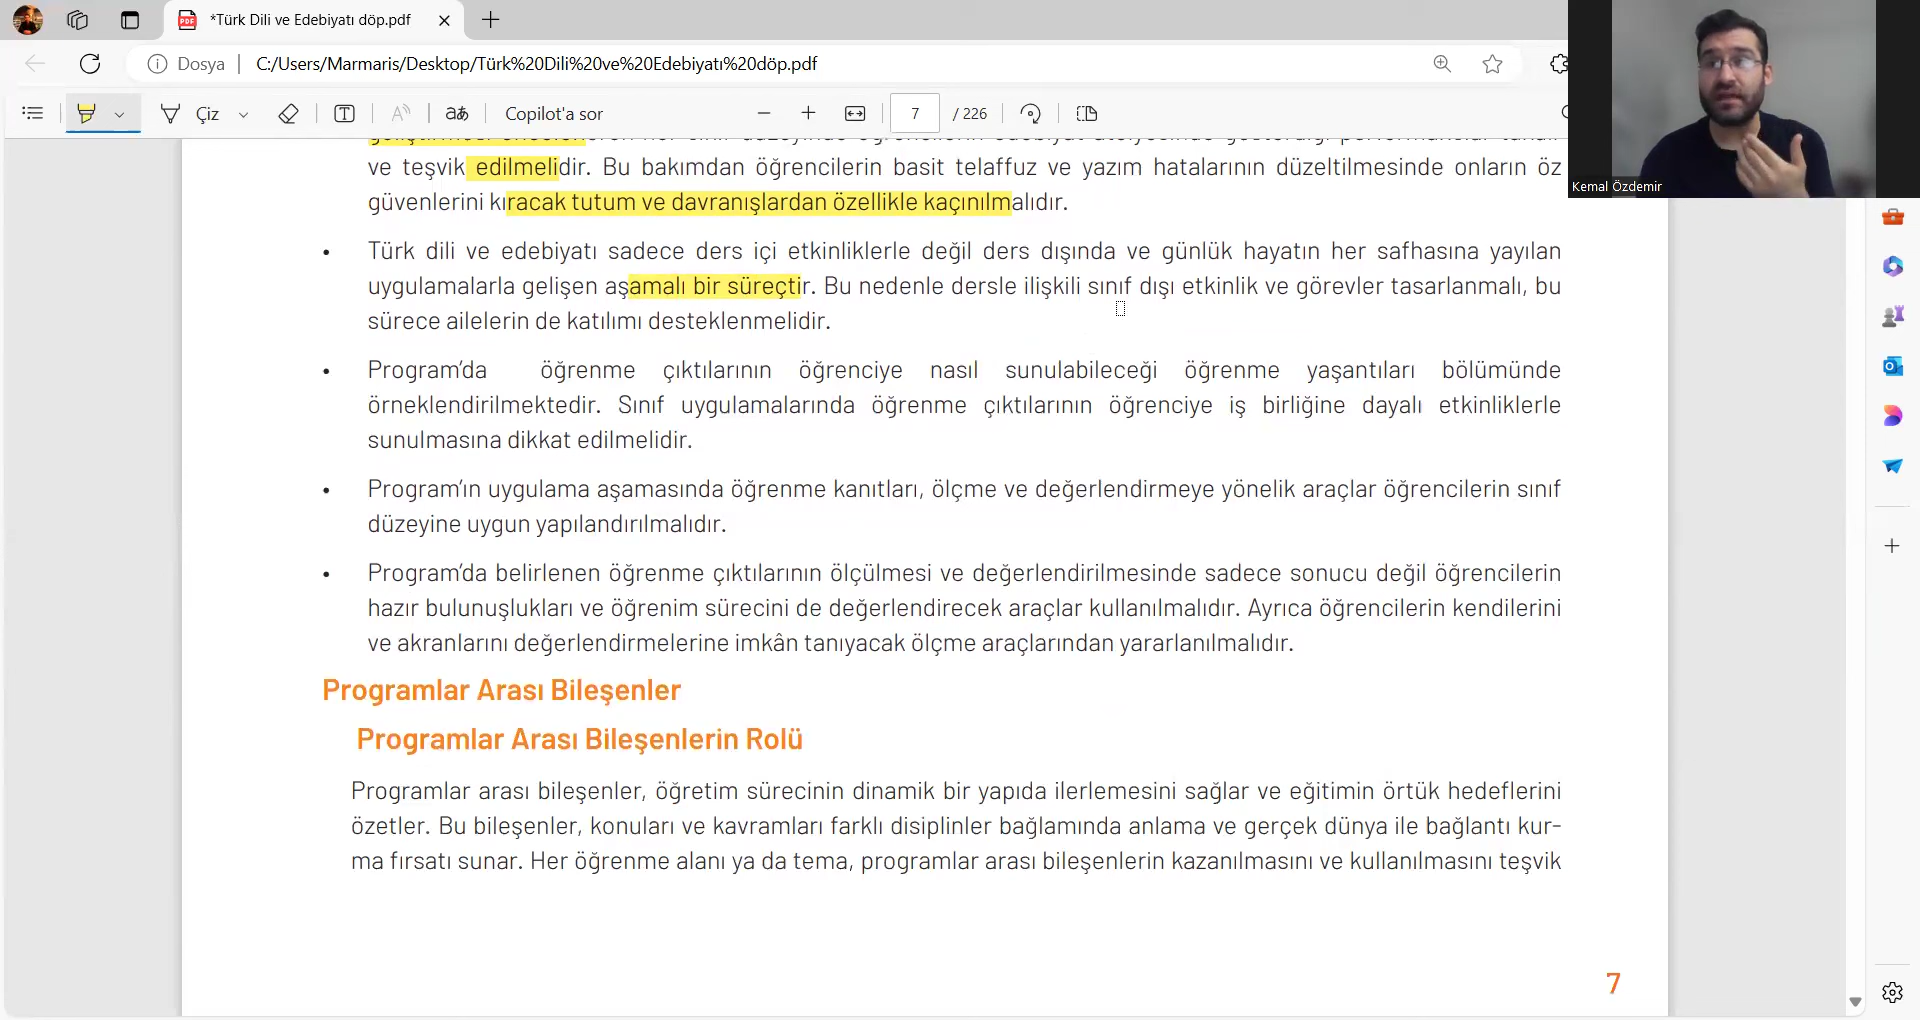 *Türk Dili ve Edebiyatı döp.pdf
Dosya
C:/Users/Marmaris/Desktop/Türk%20Dili%20ve%20Edebiyatı%20döp.pdf
Çiz
aあ
Copilot'a sor
7
/ 226
Kemal Özdemir
ve teşvik edilmelidir. Bu bakımdan öğrencilerin basit telaffuz ve yazım hatalarının düzeltilmesinde onların öz
güvenlerini kıracak tutum ve davranışlardan özellikle kaçınılmalıdır.
• Türk dili ve edebiyatı sadece ders içi etkinliklerle değil ders dışında ve günlük hayatın her safhasına yayılan
uygulamalarla gelişen aşamalı bir süreçtir. Bu nedenle dersle ilişkili sınıf dışı etkinlik ve görevler tasarlanmalı, bu
sürece ailelerin de katılımı desteklenmelidir.
• Program’da öğrenme çıktılarının öğrenciye nasıl sunulabileceği öğrenme yaşantıları bölümünde
örneklendirilmektedir. Sınıf uygulamalarında öğrenme çıktılarının öğrenciye iş birliğine dayalı etkinliklerle
sunulmasına dikkat edilmelidir.
• Program’ın uygulama aşamasında öğrenme kanıtları, ölçme ve değerlendirmeye yönelik araçlar öğrencilerin sınıf
düzeyine uygun yapılandırılmalıdır.
• Program’da belirlenen öğrenme çıktılarının ölçülmesi ve değerlendirilmesinde sadece sonucu değil öğrencilerin
hazır bulunuşlukları ve öğrenim sürecini de değerlendirecek araçlar kullanılmalıdır. Ayrıca öğrencilerin kendilerini
ve akranlarını değerlendirmelerine imkân tanıyacak ölçme araçlarından yararlanılmalıdır.
Programlar Arası Bileşenler
Programlar Arası Bileşenlerin Rolü
Programlar arası bileşenler, öğretim sürecinin dinamik bir yapıda ilerlemesini sağlar ve eğitimin örtük hedeflerini
özetler. Bu bileşenler, konuları ve kavramları farklı disiplinler bağlamında anlama ve gerçek dünya ile bağlantı kur-
ma fırsatı sunar. Her öğrenme alanı ya da tema, programlar arası bileşenlerin kazanılmasını ve kullanılmasını teşvik
7